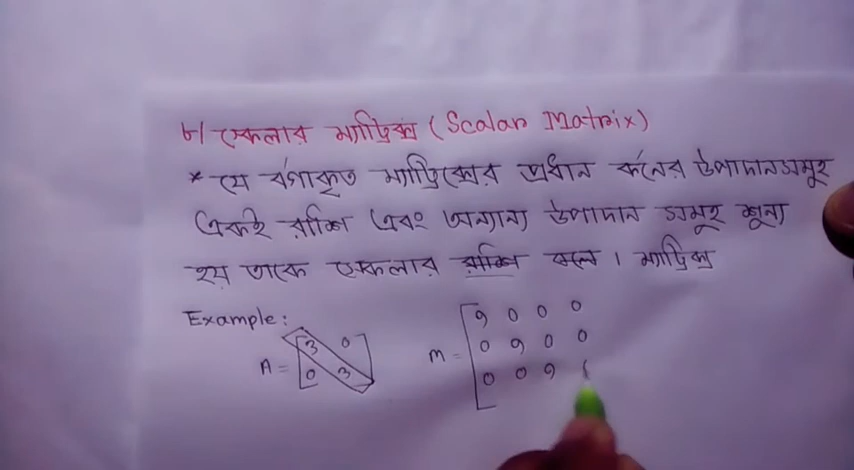 ৮। স্কেলার ম্যাট্রিক্স (Scalar Matrix)
* যে বর্গাকৃত ম্যাট্রিক্সের প্রধান কর্নের উপাদানসমূহ
একই রাশি এবং অন্যান্য উপাদান সমূহ শূন্য
হয় তাকে স্কেলার রাশি বলে। ম্যাট্রিক্স
Example:
A = [3 0
0 3]
M = [9 0 0 0
0 9 0 0
0 0 9